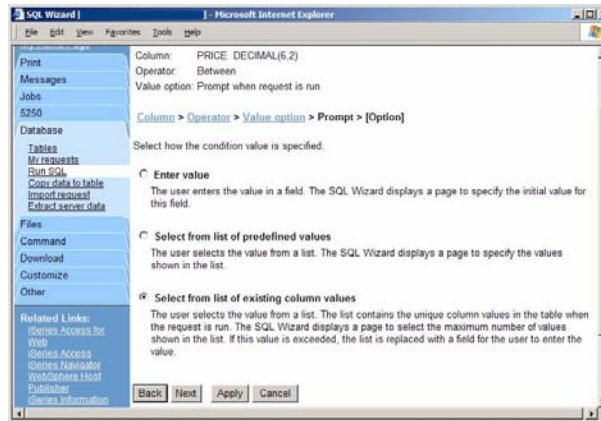 SQL Wizard [ ] - Microsoft Internet Explorer
File Edit View Favorites Tools Help
Print
Messages
Jobs
5250
Database
Tables
My requests
Run SQL
Copy data to table
Import request
Extract server data
Files
Command
Download
Customize
Other
Related Links:
iSeries Access for
Web
iSeries Access
iSeries Navigator
WebSphere Host
Publisher
iSeries Information
Column: PRICE DECIMAL(6,2)
Operator: Between
Value option: Prompt when request is run
Column > Operator > Value option > Prompt > [Option]
Select how the condition value is specified.
Enter value
The user enters the value in a field. The SQL Wizard displays a page to specify the initial value for
this field.
Select from list of predefined values
The user selects the value from a list. The SQL Wizard displays a page to specify the values
shown in the list.
Select from list of existing column values
The user selects the value from a list. The list contains the unique column values in the table when
the request is run. The SQL Wizard displays a page to select the maximum number of values
shown in the list. If this value is exceeded, the list is replaced with a field for the user to enter the
value.
Back Next Apply Cancel